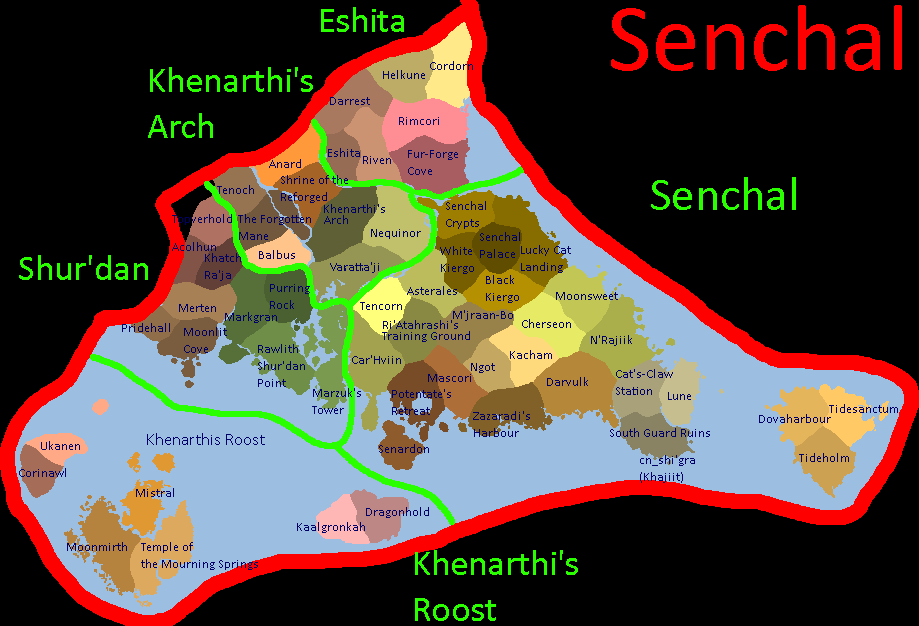 Senchal
Eshita
Khenarthi's
Arch
Senchal
Shur'dan
Khenarthi's
Roost
Cordorn
Helkune
Darrest
Rimcori
Eshita
Riven
Fur-Forge
Cove
Anard
Shrine of the
Reforged
Tenoch
The Forgotten
Mane
Khenarthi's
Arch
Nequinor
Balbus
Varatta'ji
Acolhun
Khatch
Ra'ja
Merten
Pridehall
Moonlit
Cove
Purring
Rock
Markgran
Rawlith
Shur'dan
Point
Marzuk's
Tower
Senchal
Crypts
White
Kiergo
Senchal
Palace
Lucky Cat
Landing
Black
Kiergo
Asterales
Tencorn
M'jraan-Bo
Ri'Atahrashi's
Training Ground
Moonsweet
Cherseon
N'Rajiik
Car'Hviin
Mascori
Ngot
Kacham
Darvulk
Potentate's
Retreat
Zazaradi's
Harbour
Senardon
Cat's-Claw
Station
Lune
South Guard Ruins
cn_shi'gra
(Khajiit)
Dovaharbour
Tidesanctum
Tideholm
Khenarthis Roost
Ukanen
Corinawl
Mistral
Moonmirth
Temple of
the Mourning Springs
Kaalgronkah
Dragonhold